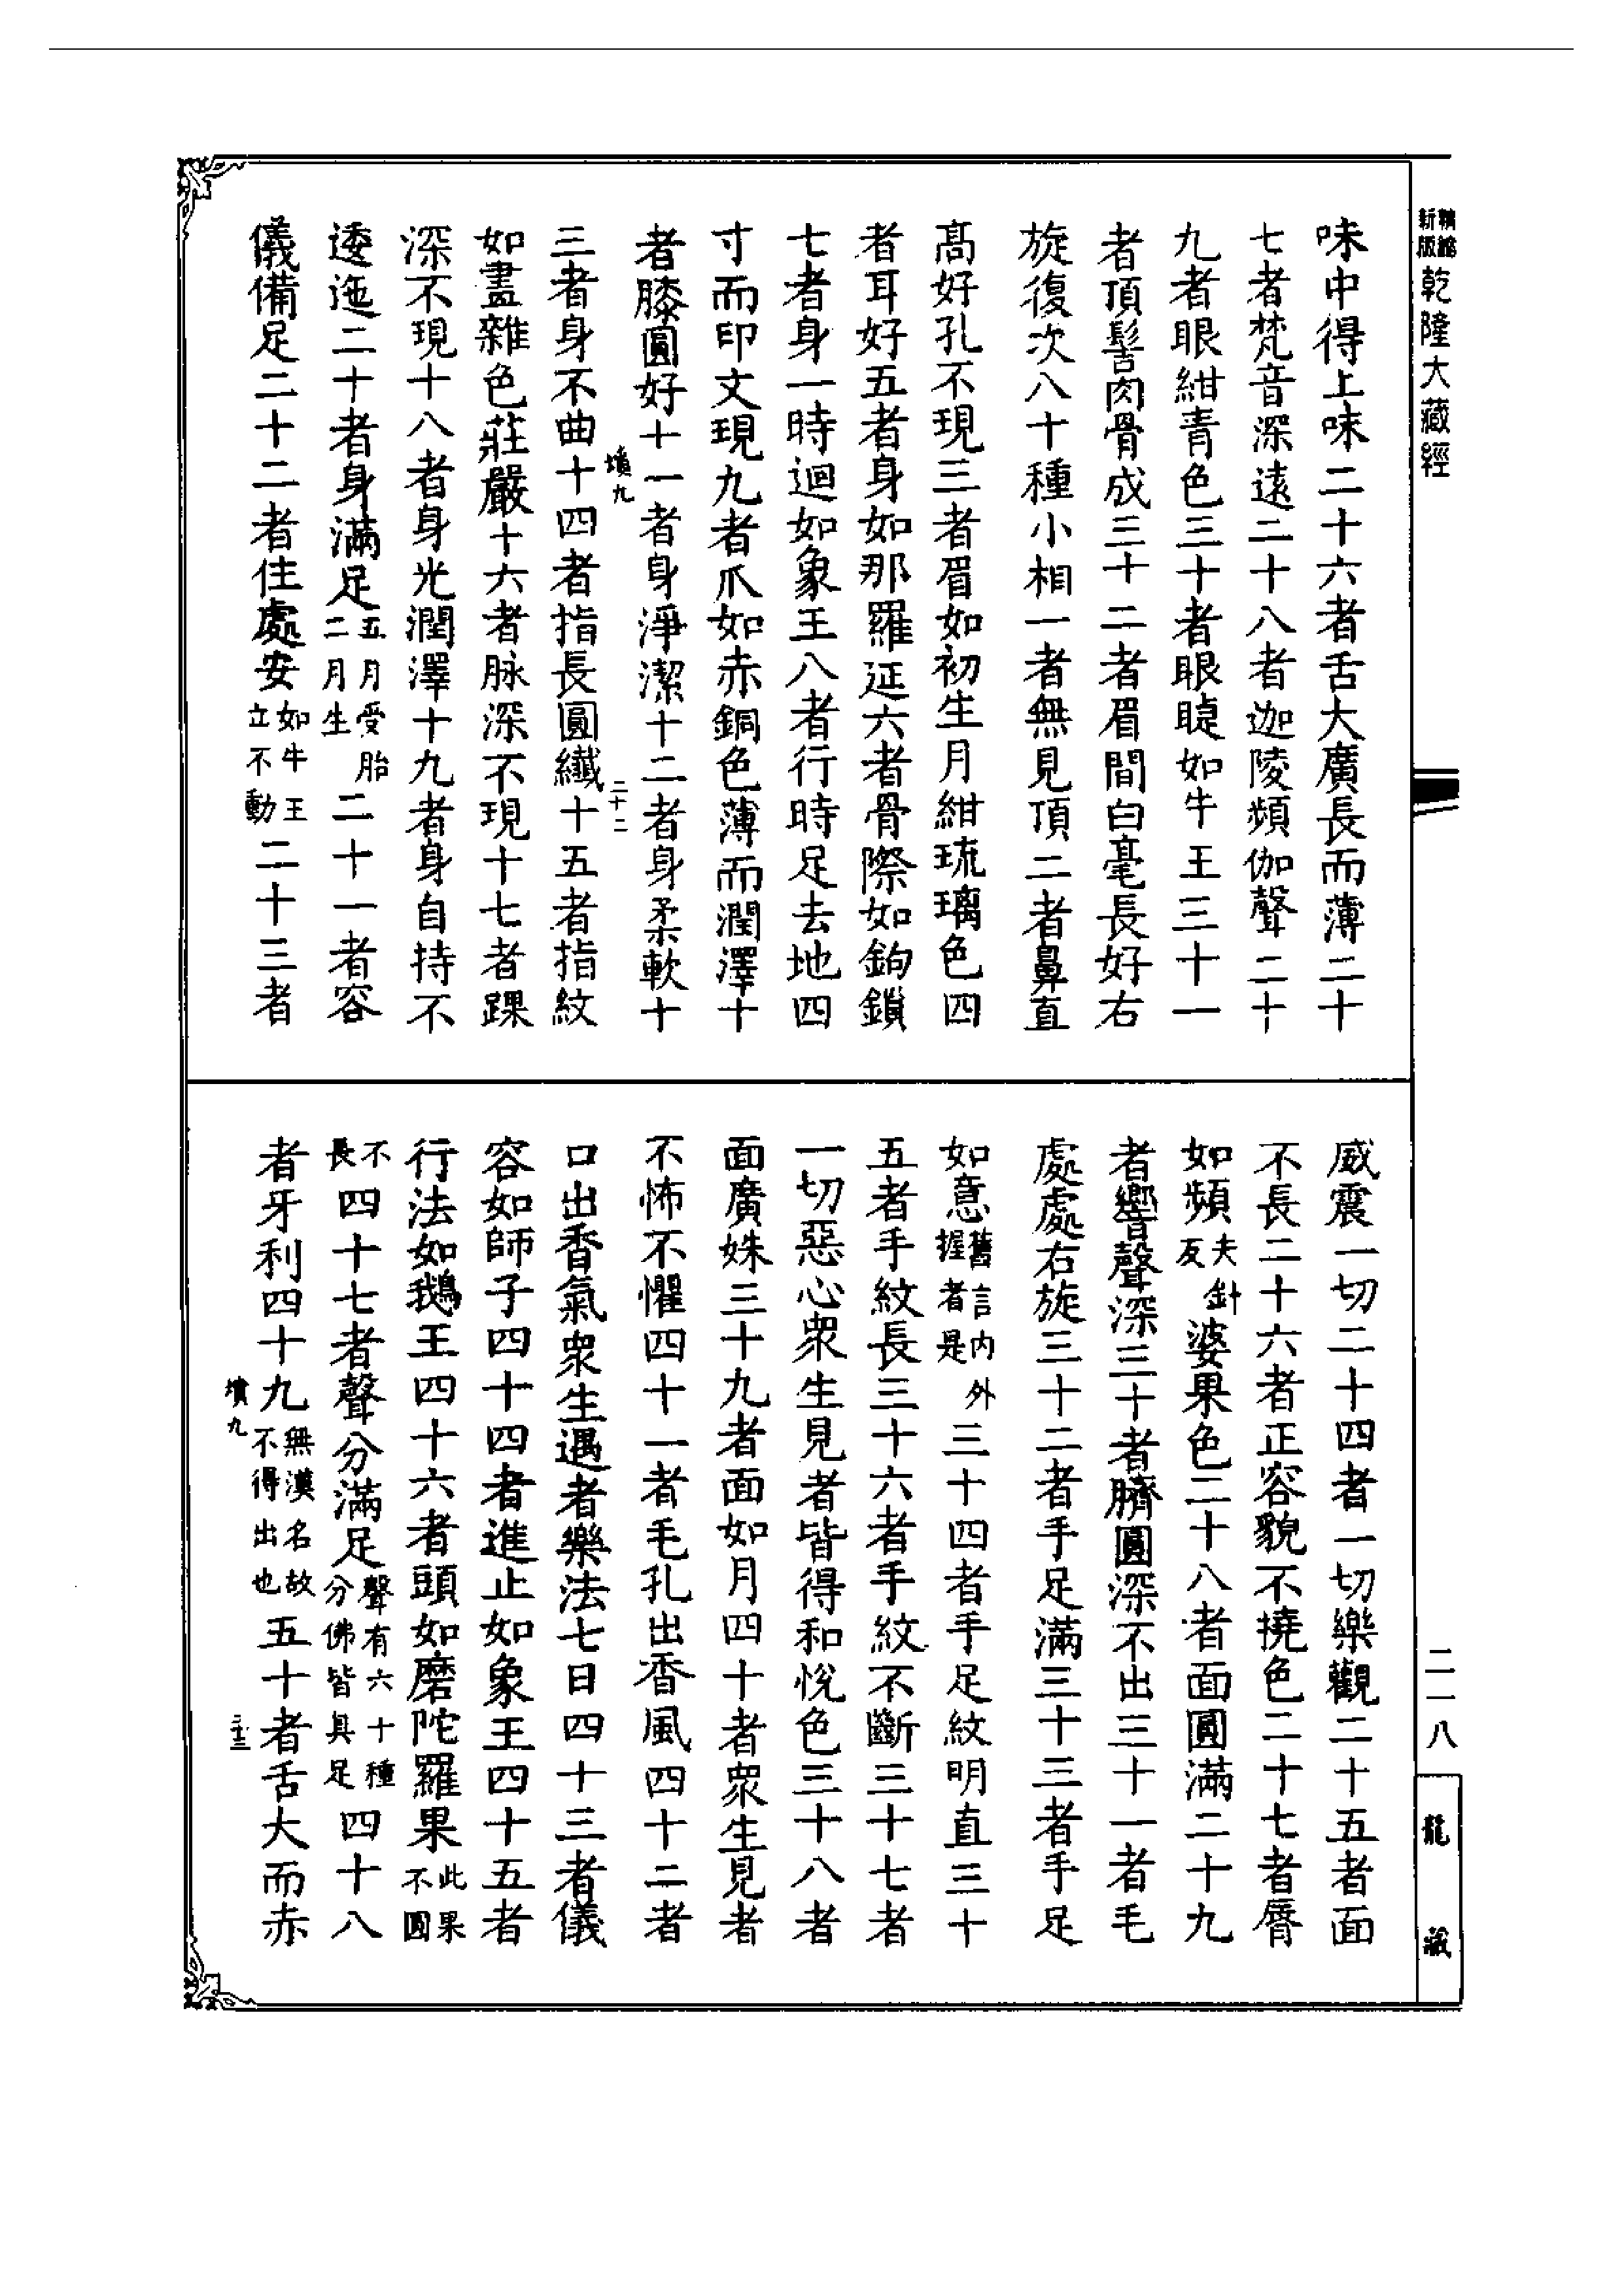 精縮新版乾隆大藏經
味中得上味二十六者舌大廣長而薄二十
七者梵音深遠二十八者迦陵頻伽聲二十
九者眼紺青色三十者眼睫如牛王三十一
者頂髻肉骨成三十二者眉間白毫長好右
旋復次八十種小相一者無見頂二者鼻直
髙好孔不現三者眉如初生月紺琉璃色四
者耳好五者身如那羅延六者骨際如鉤鎖
七者身一時迴如象王八者行時足去地四
寸而印文現九者爪如赤銅色薄而潤澤十
者膝圓好十一者身淨潔十二者身柔軟十
墳九
二十二
三者身不曲十四者指長圓纖十五者指紋
如畫雜色莊嚴十六者脉深不現十七者踝
深不現十八者身光潤澤十九者身自持不
逶迤二十者身滿足五月受胎二月生二十一者容
儀備足二十二者住處安如牛王立不動二十三者
威震一切二十四者一切樂觀二十五者面
不長二十六者正容貌不撓色二十七者脣
如頻夫針反婆果色二十八者面圓滿二十九
者響聲深三十者臍圓深不出三十一者毛
處處右旋三十二者手足滿三十三者手足
如意舊言內外握者是三十四者手足紋明直三十
五者手紋長三十六者手紋不斷三十七者
一切惡心衆生見者皆得和悅色三十八者
面廣姝三十九者面如月四十者衆生見者
不怖不懼四十一者毛孔出香風四十二者
口出香氣衆生遇者樂法七日四十三者儀
容如師子四十四者進止如象王四十五者
行法如鵝王四十六者頭如磨陀羅果此果不圓
不長四十七者聲分滿足聲有六十種分佛皆具足四十八
者牙利四十九無漢名故不得出也五十者舌大而赤
墳九
二一八
龍藏